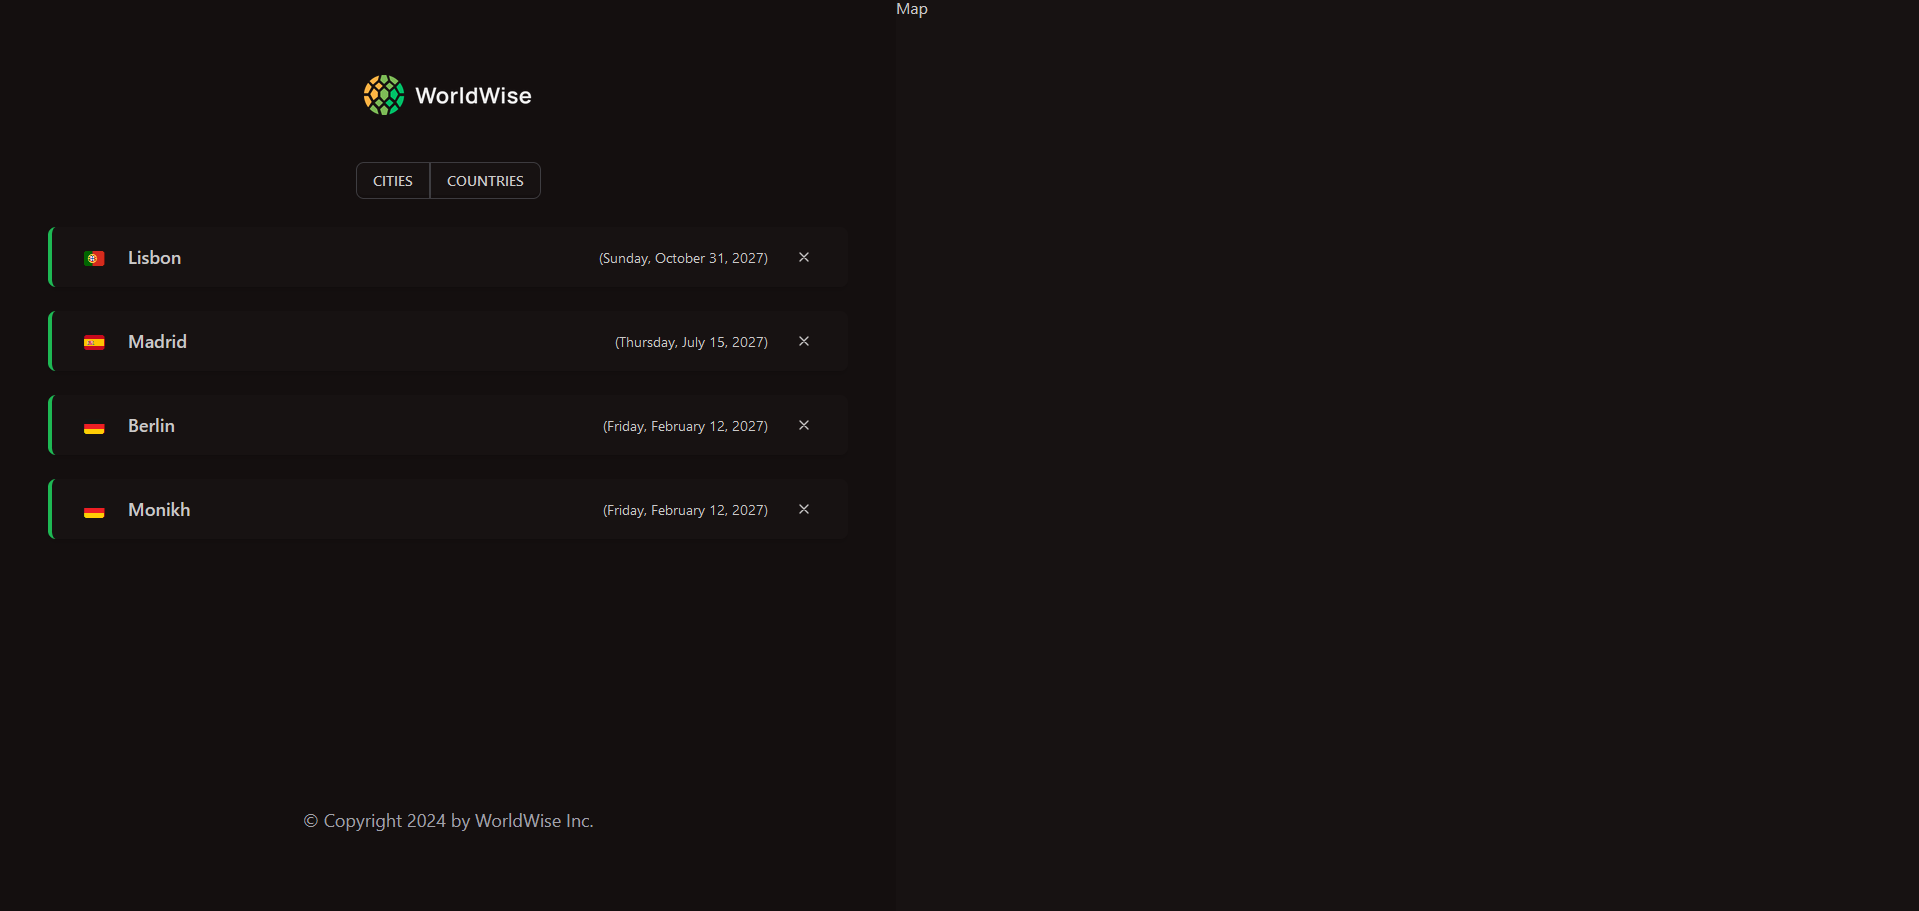 Map
WorldWise
CITIES COUNTRIES
Lisbon (Sunday, October 31, 2027) ×
Madrid (Thursday, July 15, 2027) ×
Berlin (Friday, February 12, 2027) ×
Monikh (Friday, February 12, 2027) ×
© Copyright 2024 by WorldWise Inc.